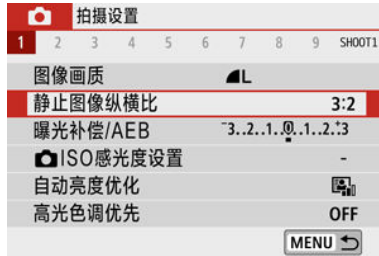 拍摄设置
1 2 3 4 5 6 7 8 9 SHOOT1
图像画质 L
静止图像纵横比 3:2
曝光补偿/AEB -3..2..1..0..1..2.+3
ISO感光度设置 -
自动亮度优化
高光色调优先 OFF
MENU